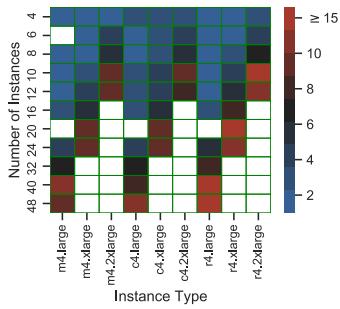 Number of Instances
4
6
8
10
12
16
20
24
32
40
48
m4.large
m4.xlarge
m4.2xlarge
c4.large
c4.xlarge
c4.2xlarge
r4.large
r4.xlarge
r4.2xlarge
Instance Type
≥ 15
10
8
6
4
2